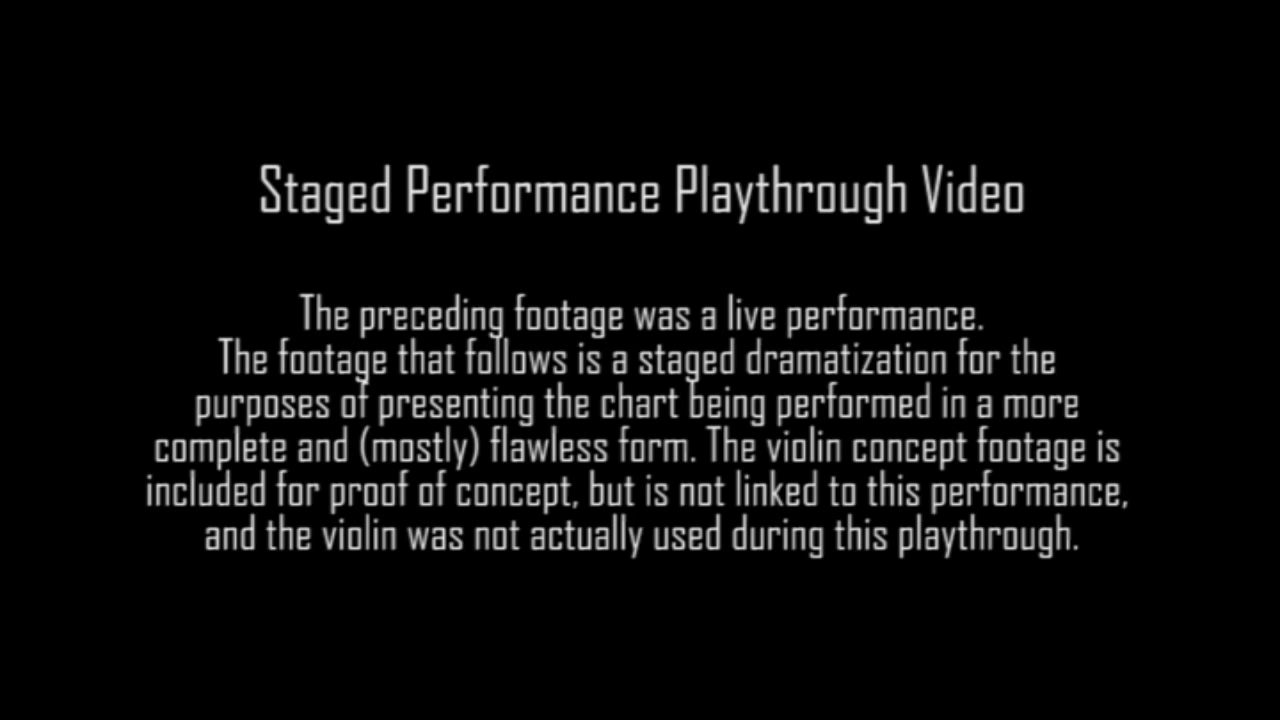 Staged Performance Playthrough Video
The preceding footage was a live performance.
The footage that follows is a staged dramatization for the
purposes of presenting the chart being performed in a more
complete and (mostly) flawless form. The violin concept footage is
included for proof of concept, but is not linked to this performance,
and the violin was not actually used during this playthrough.